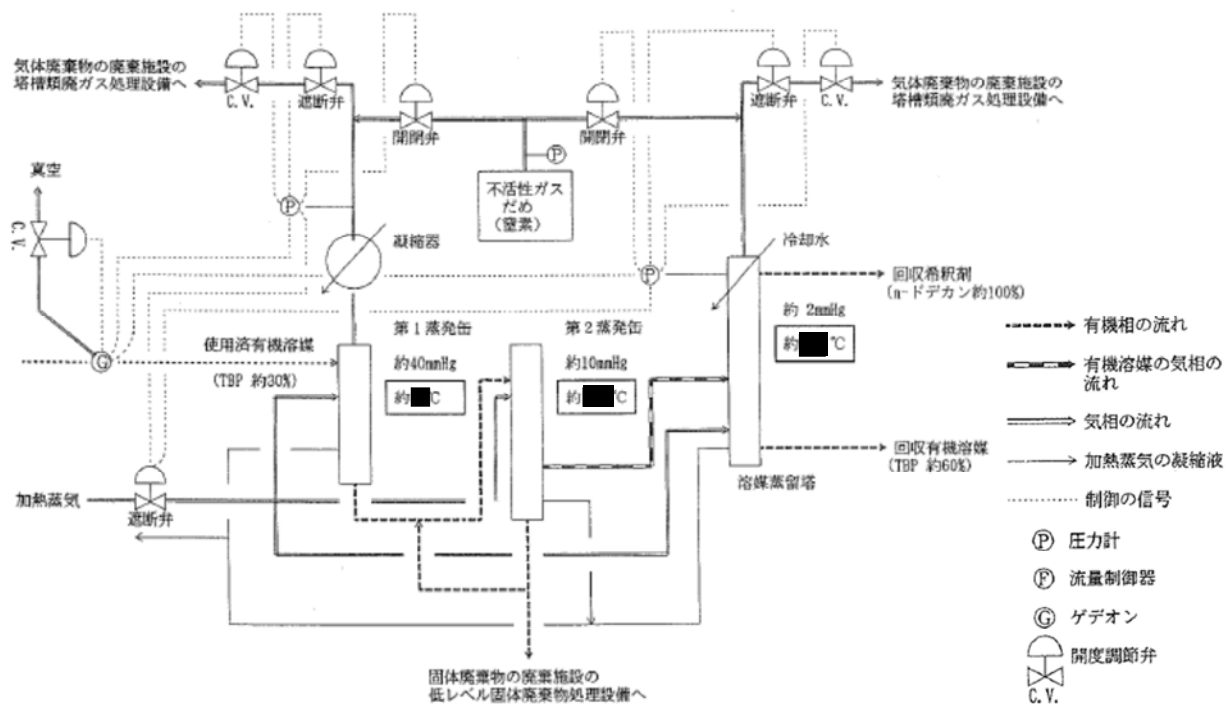 気体廃棄物の廃棄施設の
塔槽類廃ガス処理設備へ
C.V.
遮断弁
開閉弁
開閉弁
遮断弁
C.V.
気体廃棄物の廃棄施設の
塔槽類廃ガス処理設備へ
P
不活性ガス
だめ
(窒素)
真空
C.V.
P
凝縮器
P
冷却水
回収希釈剤
(n-ドデカン約100%)
使用済有機溶媒
(TBP 約30%)
G
第1蒸発缶
約40mmHg
約 ℃
第2蒸発缶
約10mmHg
約 ℃
約 2mmHg
約 ℃
回収有機溶媒
(TBP 約60%)
溶媒蒸留塔
加熱蒸気
遮断弁
固体廃棄物の廃棄施設の
低レベル固体廃棄物処理設備へ
有機相の流れ
有機溶媒の気相の
流れ
気相の流れ
加熱蒸気の凝縮液
制御の信号
P 圧力計
F 流量制御器
G ゲデオン
開度調節弁
C.V.